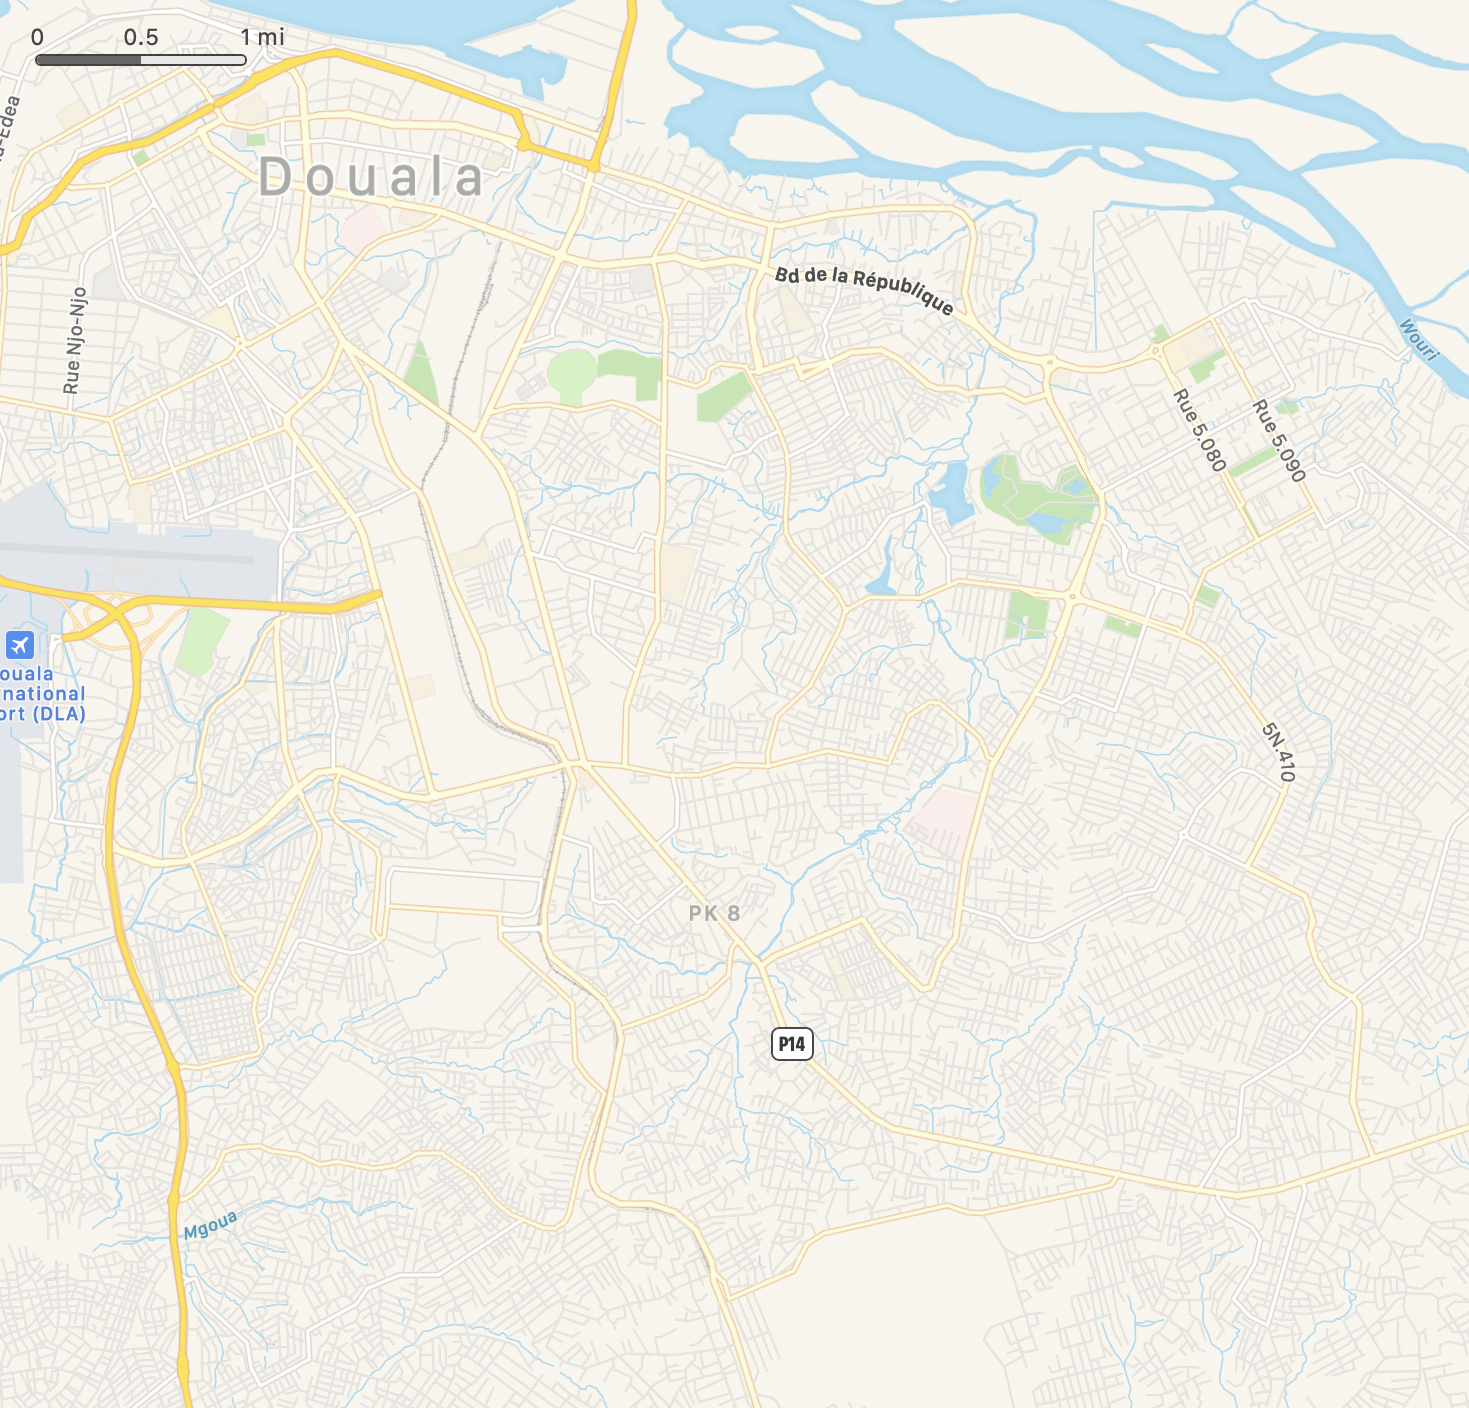 0 0.5 1 mi
Douala
Bd de la République
Rue Njo-Njo
Wouri
Rue 5.080
Rue 5.090
ouala
rnational
ort (DLA)
5N.410
PK 8
P14
Mgoua